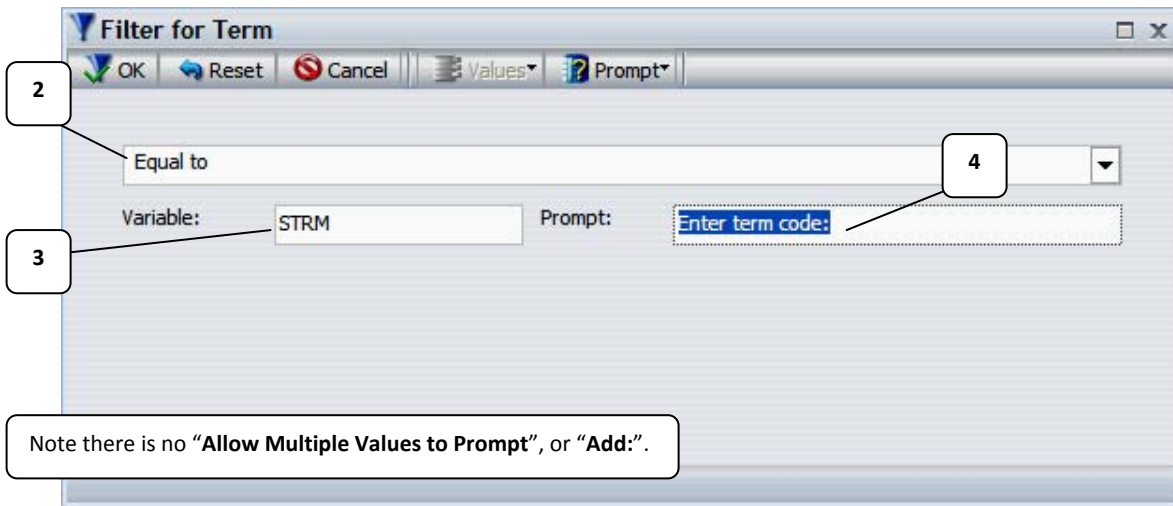 Filter for Term
OK Reset Cancel Values Prompt
2
Equal to
4
Variable: STRM Prompt: Enter term code:
3
Note there is no “Allow Multiple Values to Prompt”, or “Add:”.